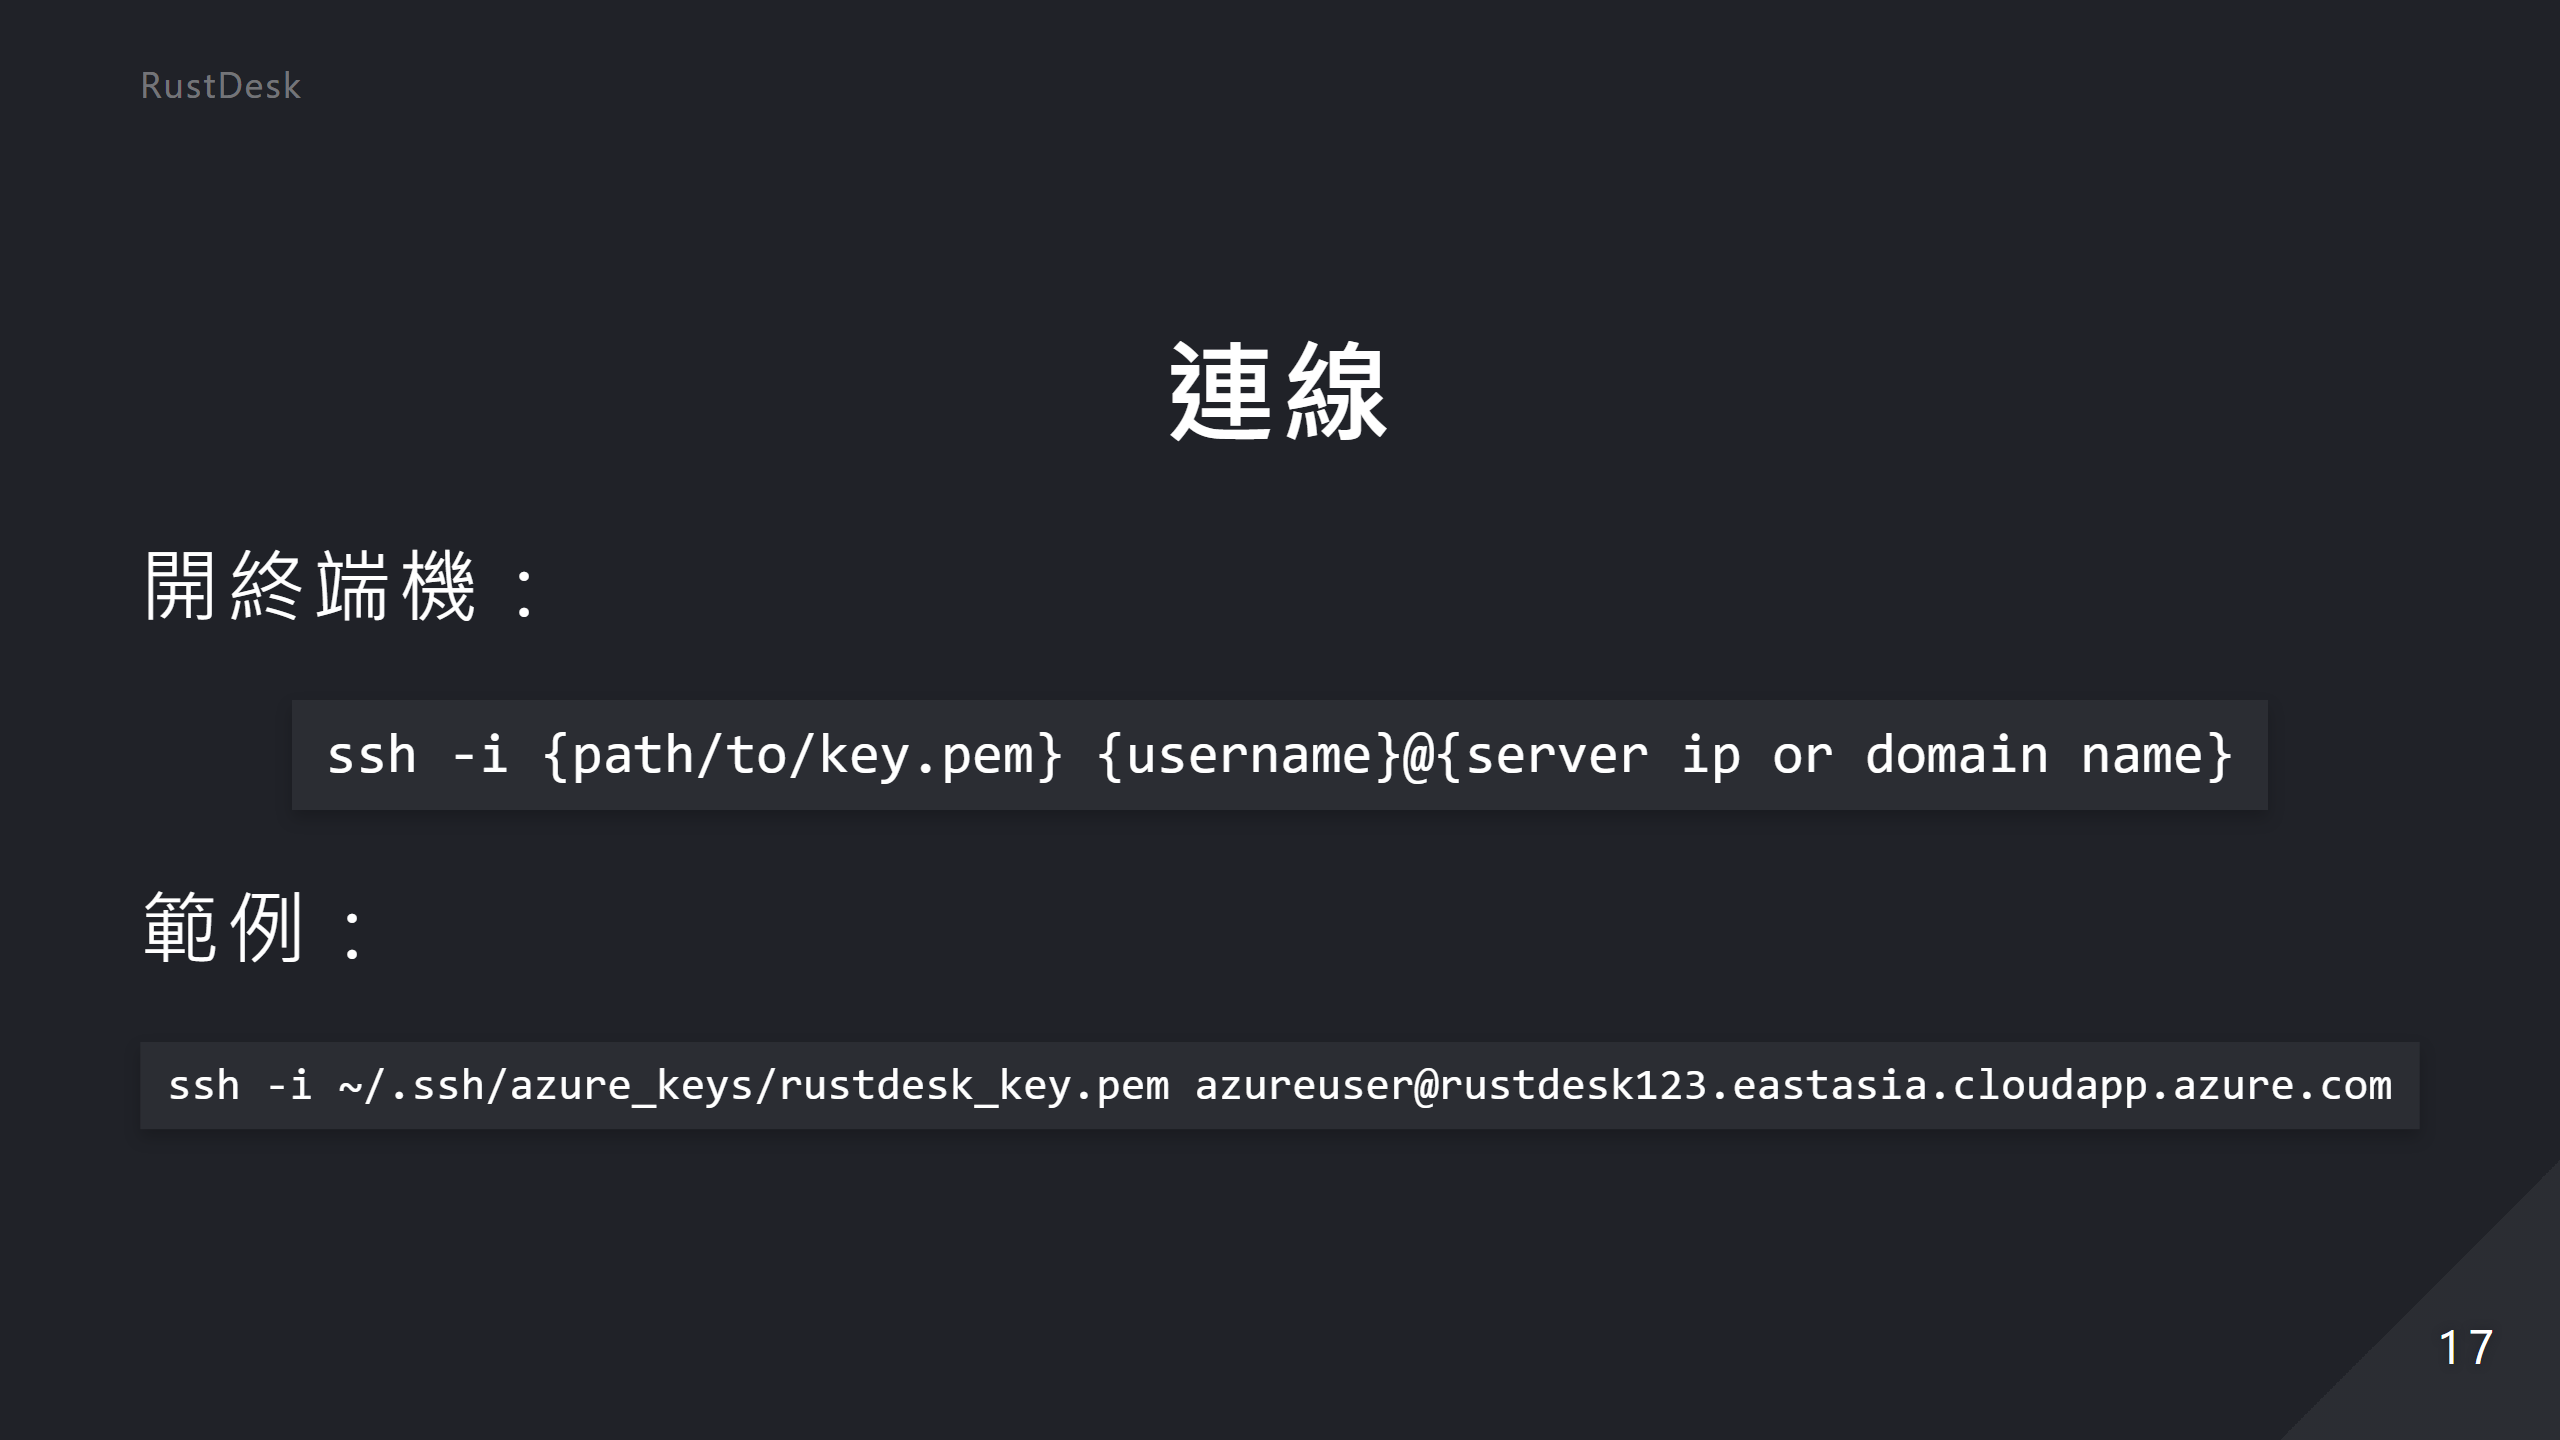 RustDesk
連線
開終端機：
ssh -i {path/to/key.pem} {username}@{server ip or domain name}
範例：
ssh -i ~/.ssh/azure_keys/rustdesk_key.pem azureuser@rustdesk123.eastasia.cloudapp.azure.com
17